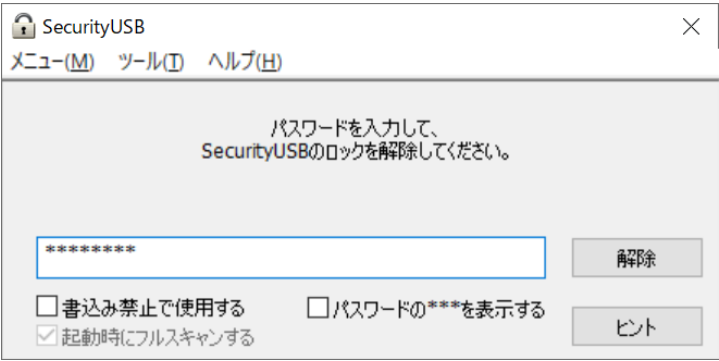 SecurityUSB
メニュー(M) ツール(T) ヘルプ(H)
パスワードを入力して、
SecurityUSBのロックを解除してください。
********
解除
書込み禁止で使用する
パスワードの***を表示する
起動時にフルスキャンする
ヒント